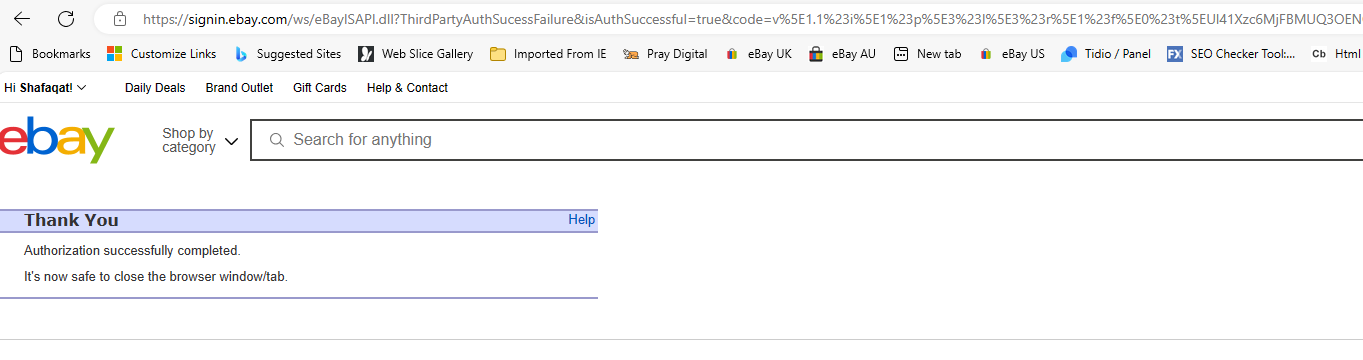 https://signin.ebay.com/ws/eBayISAPI.dll?ThirdPartyAuthSucessFailure&isAuthSuccessful=true&code=v%5E1.1%23i%5E1%23p%5E3%23I%5E3%23r%5E1%23f%5E0%23t%5EUl41Xzc6MjFBMUQ3OEN
Bookmarks Customize Links Suggested Sites Web Slice Gallery Imported From IE Pray Digital eBay UK eBay AU New tab eBay US Tidio / Panel FX SEO Checker Tool:... Cb Html
Hi Shafaqat! Daily Deals Brand Outlet Gift Cards Help & Contact
ebay
Shop by
category
Search for anything
Thank You Help
Authorization successfully completed.
It's now safe to close the browser window/tab.